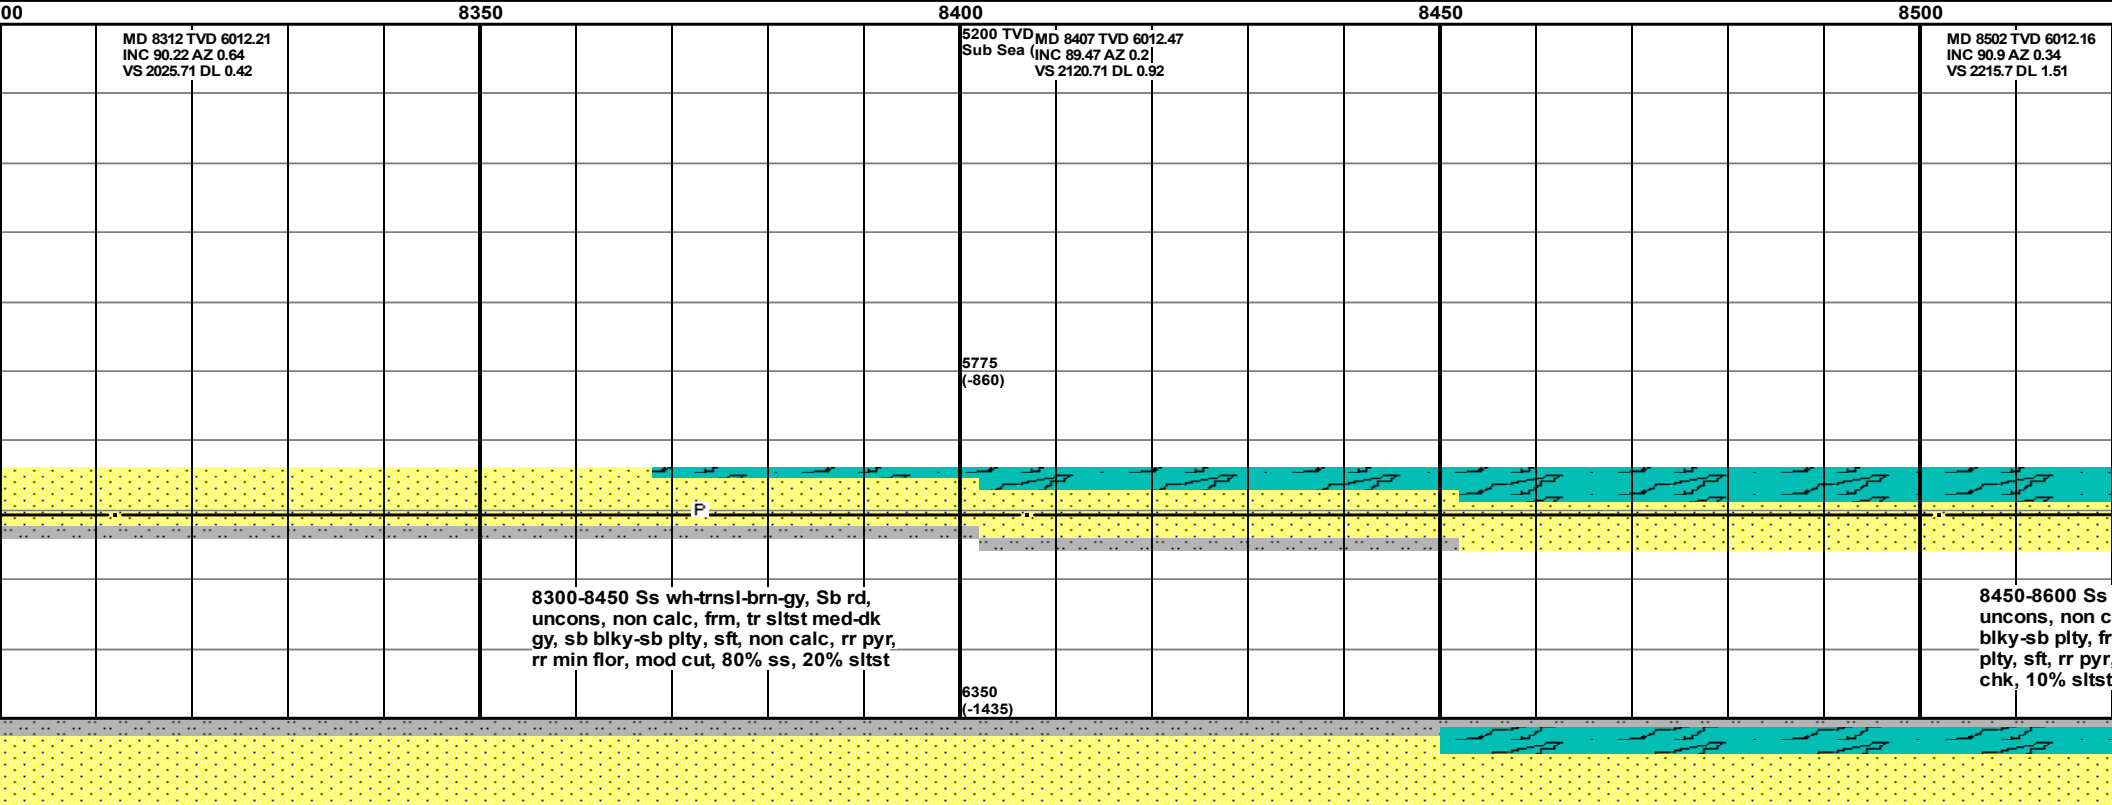 00 8350 8400 8450 8500
MD 8312 TVD 6012.21
INC 90.22 AZ 0.64
VS 2025.71 DL 0.42
5200 TVD
Sub Sea (
MD 8407 TVD 6012.47
INC 89.47 AZ 0.2
VS 2120.71 DL 0.92
MD 8502 TVD 6012.16
INC 90.9 AZ 0.34
VS 2215.7 DL 1.51
5775
(-860)
P
8300-8450 Ss wh-trnsl-brn-gy, Sb rd,
uncons, non calc, frm, tr sltst med-dk
gy, sb blky-sb plty, sft, non calc, rr pyr,
rr min flor, mod cut, 80% ss, 20% sltst
8450-8600 Ss
uncons, non c
blky-sb plty, fr
plty, sft, rr pyr,
chk, 10% sltst
6350
(-1435)